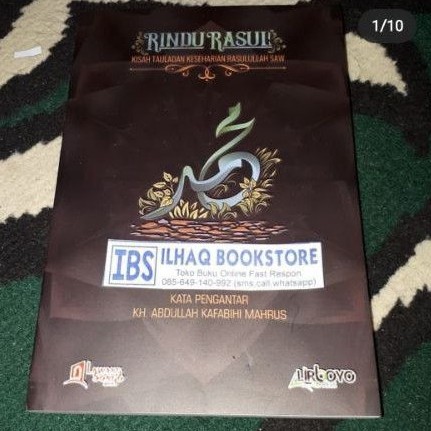 1/10
RINDU RASUL
KISAH TAULADAN KESEHARIAN RASULULLAH SAW
محمد
IBS
ILHAQ BOOKSTORE
Toko Buku Online Fast Respon
085-649-140-992 (sms,call,whatsapp)
KATA PENGANTAR
KH. ABDULLAH KAFABIHI MAHRUS
Lirboyo